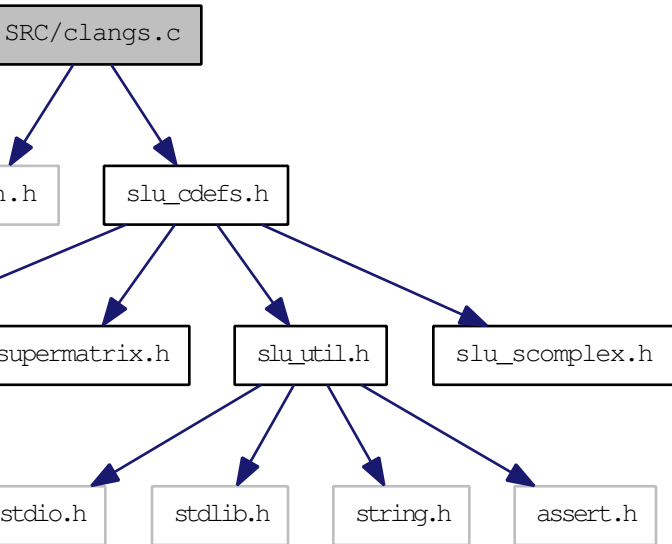 SRC/clangs.c
h.h
slu_cdefs.h
supermatrix.h
slu_util.h
slu_scomplex.h
stdio.h
stdlib.h
string.h
assert.h